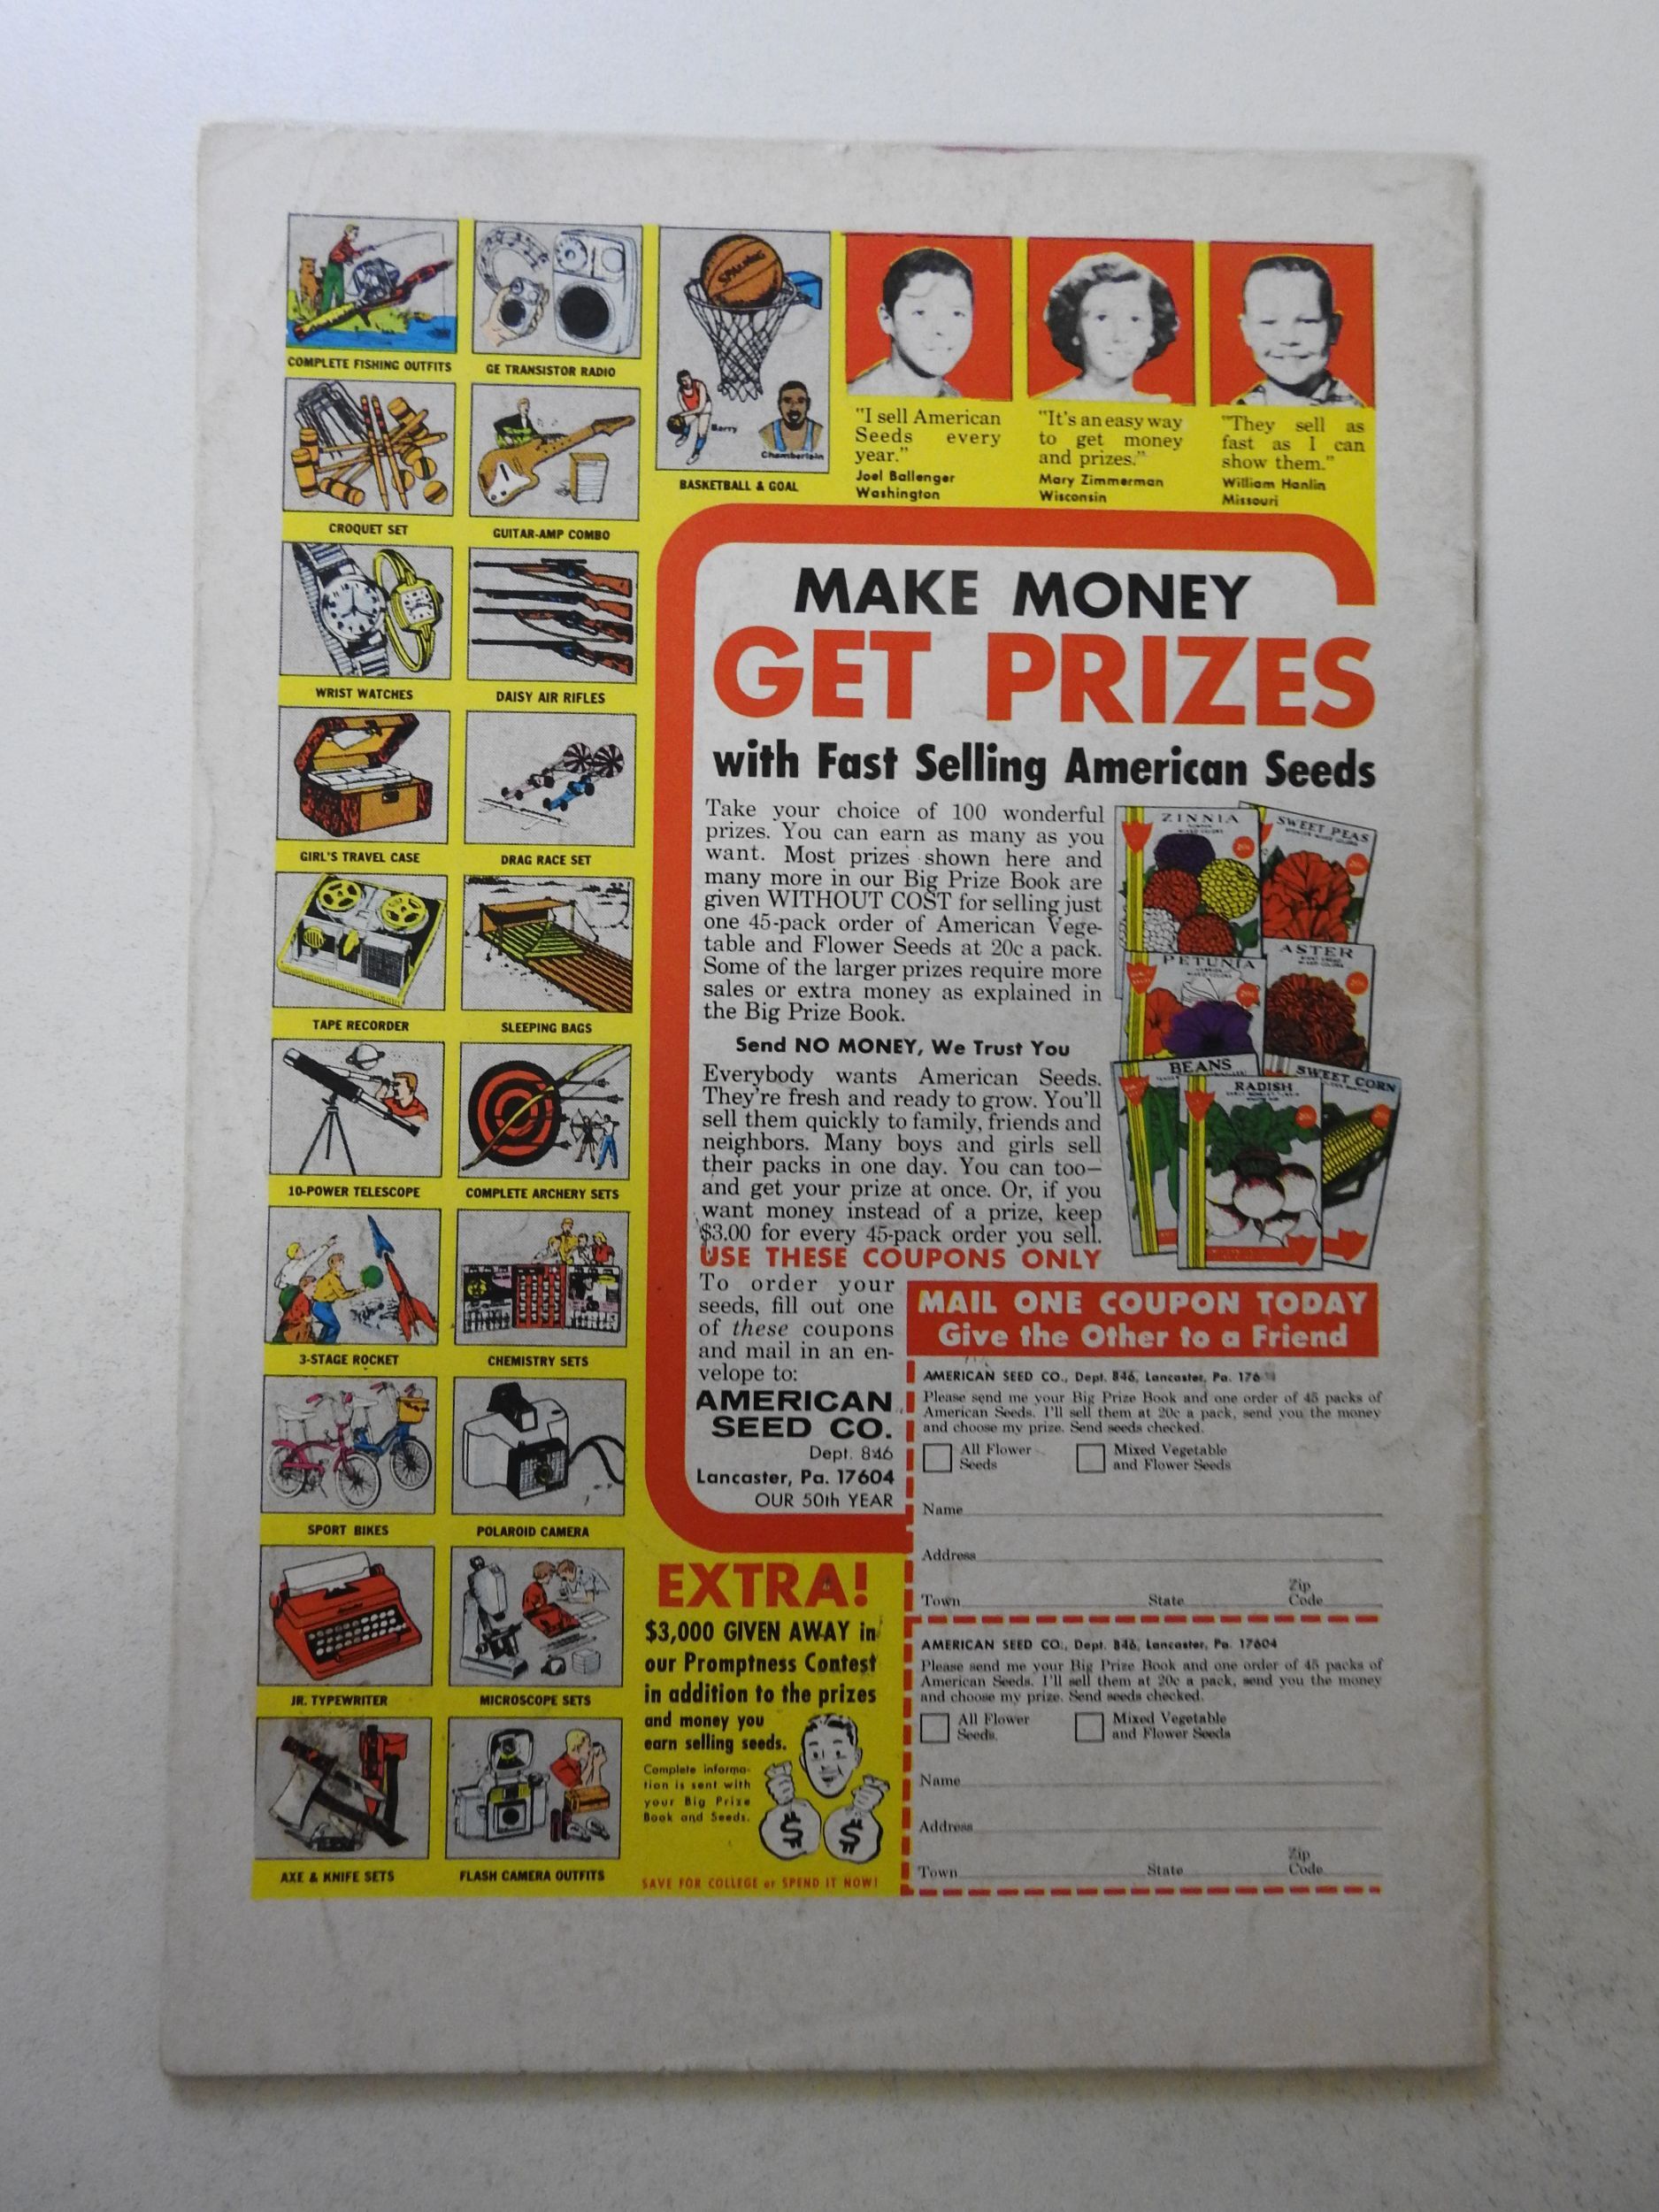 COMPLETE FISHING OUTFITS
GE TRANSISTOR RADIO
SPALDING
Barry
Chamberlain
BASKETBALL & GOAL
CROQUET SET
GUITAR-AMP COMBO
WRIST WATCHES
DAISY AIR RIFLES
GIRL'S TRAVEL CASE
DRAG RACE SET
TAPE RECORDER
SLEEPING BAGS
10-POWER TELESCOPE
COMPLETE ARCHERY SETS
3-STAGE ROCKET
CHEMISTRY SETS
SPORT BIKES
POLAROID CAMERA
JR. TYPEWRITER
MICROSCOPE SETS
AXE & KNIFE SETS
FLASH CAMERA OUTFITS
"I sell American
Seeds every
year."
Joel Ballenger
Washington
"It's an easy way
to get money
and prizes."
Mary Zimmerman
Wisconsin
"They sell as
fast as I can
show them."
William Hanlin
Missouri
MAKE MONEY
GET PRIZES
with Fast Selling American Seeds
Take your choice of 100 wonderful
prizes. You can earn as many as you
want. Most prizes shown here and
many more in our Big Prize Book are
given WITHOUT COST for selling just
one 45-pack order of American Vege-
table and Flower Seeds at 20c a pack.
Some of the larger prizes require more
sales or extra money as explained in
the Big Prize Book.
Send NO MONEY, We Trust You
Everybody wants American Seeds.
They're fresh and ready to grow. You'll
sell them quickly to family, friends and
neighbors. Many boys and girls sell
their packs in one day. You can too—
and get your prize at once. Or, if you
want money instead of a prize, keep
$3.00 for every 45-pack order you sell.
USE THESE COUPONS ONLY
To order your
seeds, fill out one
of these coupons
and mail in an en-
velope to:
AMERICAN
SEED CO.
Dept. 846
Lancaster, Pa. 17604
OUR 50th YEAR
ZINNIA
20c
SWEET PEAS
20c
PETUNIA
20c
ASTER
20c
BEANS
RADISH
SWEET CORN
MAIL ONE COUPON TODAY
Give the Other to a Friend
AMERICAN SEED CO., Dept. 846, Lancaster, Pa. 176
Please send me your Big Prize Book and one order of 45 packs of
American Seeds. I'll sell them at 20c a pack, send you the money
and choose my prize. Send seeds checked.
All Flower
Seeds
Mixed Vegetable
and Flower Seeds
Name
Address
Town State Zip Code
AMERICAN SEED CO., Dept. 846, Lancaster, Pa. 17604
Please send me your Big Prize Book and one order of 45 packs of
American Seeds. I'll sell them at 20c a pack, send you the money
and choose my prize. Send seeds checked.
All Flower
Seeds.
Mixed Vegetable
and Flower Seeds
Name
Address
Town State Zip Code
EXTRA!
$3,000 GIVEN AWAY in
our Promptness Contest
in addition to the prizes
and money you
earn selling seeds.
Complete informa-
tion is sent with
your Big Prize
Book and Seeds.
$ $
SAVE FOR COLLEGE or SPEND IT NOW!